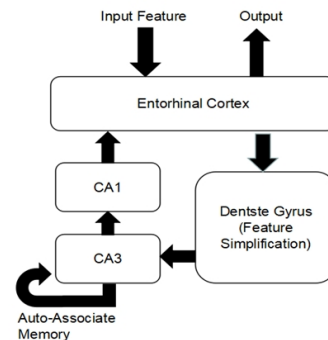 Input Feature
Output
Entorhinal Cortex
CA1
Dentste Gyrus
(Feature
Simplification)
CA3
Auto-Associate
Memory